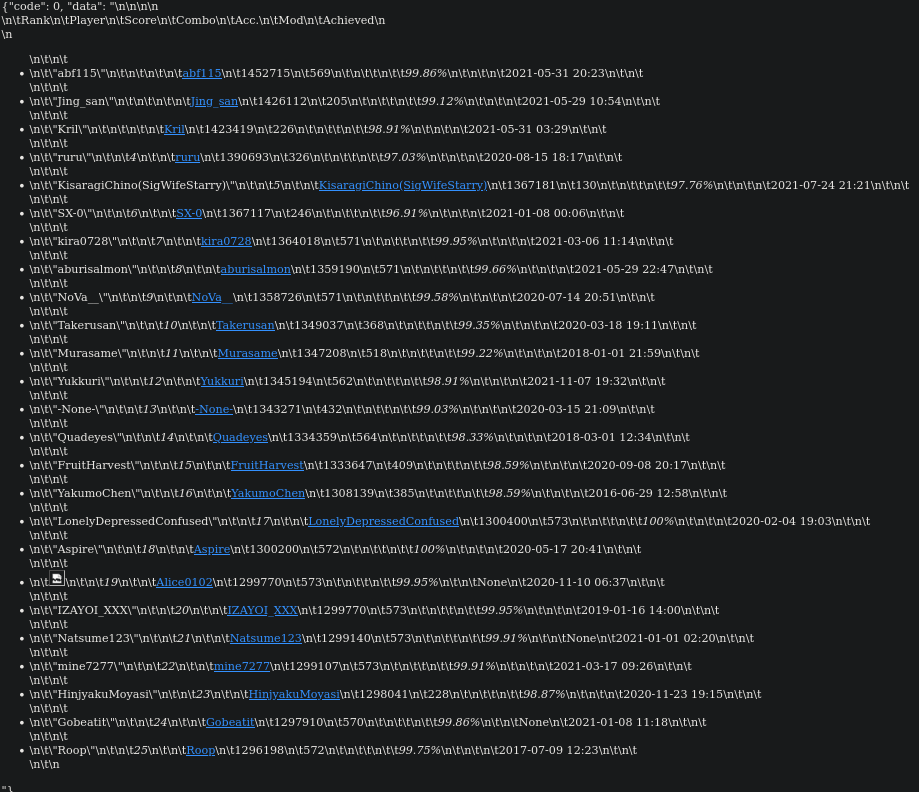 {"code": 0, "data": "\n\n\n\n
\n\tRank\n\tPlayer\n\tScore\n\tCombo\n\tAcc.\n\tMod\n\tAchieved\n
\n
\n\t\n\t
\n\t\"abf115\"\n\t\n\t\n\t\n\tabf115\n\t1452715\n\t569\n\t\n\t\n\t\n\t99.86%\n\t\n\t\n\t2021-05-31 20:23\n\t\n\t
\n\t\n\t
\n\t\"Jing_san\"\n\t\n\t\n\t\n\tJing_san\n\t1426112\n\t205\n\t\n\t\n\t\n\t99.12%\n\t\n\t\n\t2021-05-29 10:54\n\t\n\t
\n\t\n\t
\n\t\"Kril\"\n\t\n\t\n\t\n\tKril\n\t1423419\n\t226\n\t\n\t\n\t\n\t98.91%\n\t\n\t\n\t2021-05-31 03:29\n\t\n\t
\n\t\n\t
\n\t\"ruru\"\n\t\n\t4\n\t\n\truru\n\t1390693\n\t326\n\t\n\t\n\t\n\t97.03%\n\t\n\t\n\t2020-08-15 18:17\n\t\n\t
\n\t\n\t
\n\t\"KisaragiChino(SigWifeStarry)\"\n\t\n\t5\n\t\n\tKisaragiChino(SigWifeStarry)\n\t1367181\n\t130\n\t\n\t\n\t\n\t97.76%\n\t\n\t\n\t2021-07-24 21:21\n\t\n\t
\n\t\n\t
\n\t\"SX-0\"\n\t\n\t6\n\t\n\tSX-0\n\t1367117\n\t246\n\t\n\t\n\t\n\t96.91%\n\t\n\t\n\t2021-01-08 00:06\n\t\n\t
\n\t\n\t
\n\t\"kira0728\"\n\t\n\t7\n\t\n\tkira0728\n\t1364018\n\t571\n\t\n\t\n\t\n\t99.95%\n\t\n\t\n\t2021-03-06 11:14\n\t\n\t
\n\t\n\t
\n\t\"aburisalmon\"\n\t\n\t8\n\t\n\taburisalmon\n\t1359190\n\t571\n\t\n\t\n\t\n\t99.66%\n\t\n\t\n\t2021-05-29 22:47\n\t\n\t
\n\t\n\t
\n\t\"NoVa__\"\n\t\n\t9\n\t\n\tNoVa__\n\t1358726\n\t571\n\t\n\t\n\t\n\t99.58%\n\t\n\t\n\t2020-07-14 20:51\n\t\n\t
\n\t\n\t
\n\t\"Takerusan\"\n\t\n\t10\n\t\n\tTakerusan\n\t1349037\n\t368\n\t\n\t\n\t\n\t99.35%\n\t\n\t\n\t2020-03-18 19:11\n\t\n\t
\n\t\n\t
\n\t\"Murasame\"\n\t\n\t11\n\t\n\tMurasame\n\t1347208\n\t518\n\t\n\t\n\t\n\t99.22%\n\t\n\t\n\t2018-01-01 21:59\n\t\n\t
\n\t\n\t
\n\t\"Yukkuri\"\n\t\n\t12\n\t\n\tYukkuri\n\t1345194\n\t562\n\t\n\t\n\t\n\t98.91%\n\t\n\t\n\t2021-11-07 19:32\n\t\n\t
\n\t\n\t
\n\t\"-None-\"\n\t\n\t13\n\t\n\t-None-\n\t1343271\n\t432\n\t\n\t\n\t\n\t99.03%\n\t\n\t\n\t2020-03-15 21:09\n\t\n\t
\n\t\n\t
\n\t\"Quadeyes\"\n\t\n\t14\n\t\n\tQuadeyes\n\t1334359\n\t564\n\t\n\t\n\t\n\t98.33%\n\t\n\t\n\t2018-03-01 12:34\n\t\n\t
\n\t\n\t
\n\t\"FruitHarvest\"\n\t\n\t15\n\t\n\tFruitHarvest\n\t1333647\n\t409\n\t\n\t\n\t\n\t98.59%\n\t\n\t\n\t2020-09-08 20:17\n\t\n\t
\n\t\n\t
\n\t\"YakumoChen\"\n\t\n\t16\n\t\n\tYakumoChen\n\t1308139\n\t385\n\t\n\t\n\t\n\t98.59%\n\t\n\t\n\t2016-06-29 12:58\n\t\n\t
\n\t\n\t
\n\t\"LonelyDepressedConfused\"\n\t\n\t17\n\t\n\tLonelyDepressedConfused\n\t1300400\n\t573\n\t\n\t\n\t\n\t100%\n\t\n\t\n\t2020-02-04 19:03\n\t\n\t
\n\t\n\t
\n\t\"Aspire\"\n\t\n\t18\n\t\n\tAspire\n\t1300200\n\t572\n\t\n\t\n\t\n\t100%\n\t\n\t\n\t2020-05-17 20:41\n\t\n\t
\n\t\n\t
\n\t\n\t\n\t19\n\t\n\tAlice0102\n\t1299770\n\t573\n\t\n\t\n\t\n\t99.95%\n\t\n\tNone\n\t2020-11-10 06:37\n\t\n\t
\n\t\n\t
\n\t\"IZAYOI_XXX\"\n\t\n\t20\n\t\n\tIZAYOI_XXX\n\t1299770\n\t573\n\t\n\t\n\t\n\t99.95%\n\t\n\t\n\t2019-01-16 14:00\n\t\n\t
\n\t\n\t
\n\t\"Natsume123\"\n\t\n\t21\n\t\n\tNatsume123\n\t1299140\n\t573\n\t\n\t\n\t\n\t99.91%\n\t\n\tNone\n\t2021-01-01 02:20\n\t\n\t
\n\t\n\t
\n\t\"mine7277\"\n\t\n\t22\n\t\n\tmine7277\n\t1299107\n\t573\n\t\n\t\n\t\n\t99.91%\n\t\n\t\n\t2021-03-17 09:26\n\t\n\t
\n\t\n\t
\n\t\"HinjyakuMoyasi\"\n\t\n\t23\n\t\n\tHinjyakuMoyasi\n\t1298041\n\t228\n\t\n\t\n\t\n\t98.87%\n\t\n\t\n\t2020-11-23 19:15\n\t\n\t
\n\t\n\t
\n\t\"Gobeatit\"\n\t\n\t24\n\t\n\tGobeatit\n\t1297910\n\t570\n\t\n\t\n\t\n\t99.86%\n\t\n\tNone\n\t2021-01-08 11:18\n\t\n\t
\n\t\n\t
\n\t\"Roop\"\n\t\n\t25\n\t\n\tRoop\n\t1296198\n\t572\n\t\n\t\n\t\n\t99.75%\n\t\n\t\n\t2017-07-09 12:23\n\t\n\t
\n\t\n
"}